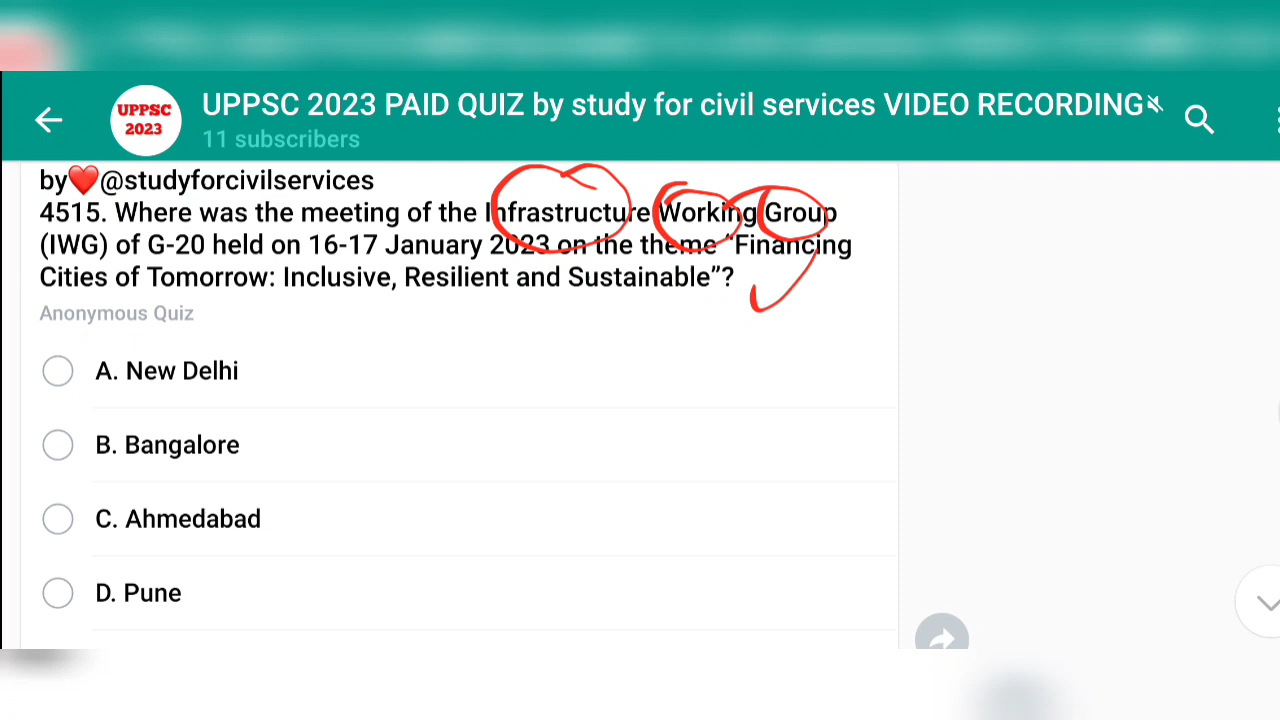 UPPSC
2023
UPPSC 2023 PAID QUIZ by study for civil services VIDEO RECORDING
11 subscribers
by❤️@studyforcivilservices
4515. Where was the meeting of the Infrastructure Working Group
(IWG) of G-20 held on 16-17 January 2023 on the theme “Financing
Cities of Tomorrow: Inclusive, Resilient and Sustainable”?
Anonymous Quiz
A. New Delhi
B. Bangalore
C. Ahmedabad
D. Pune